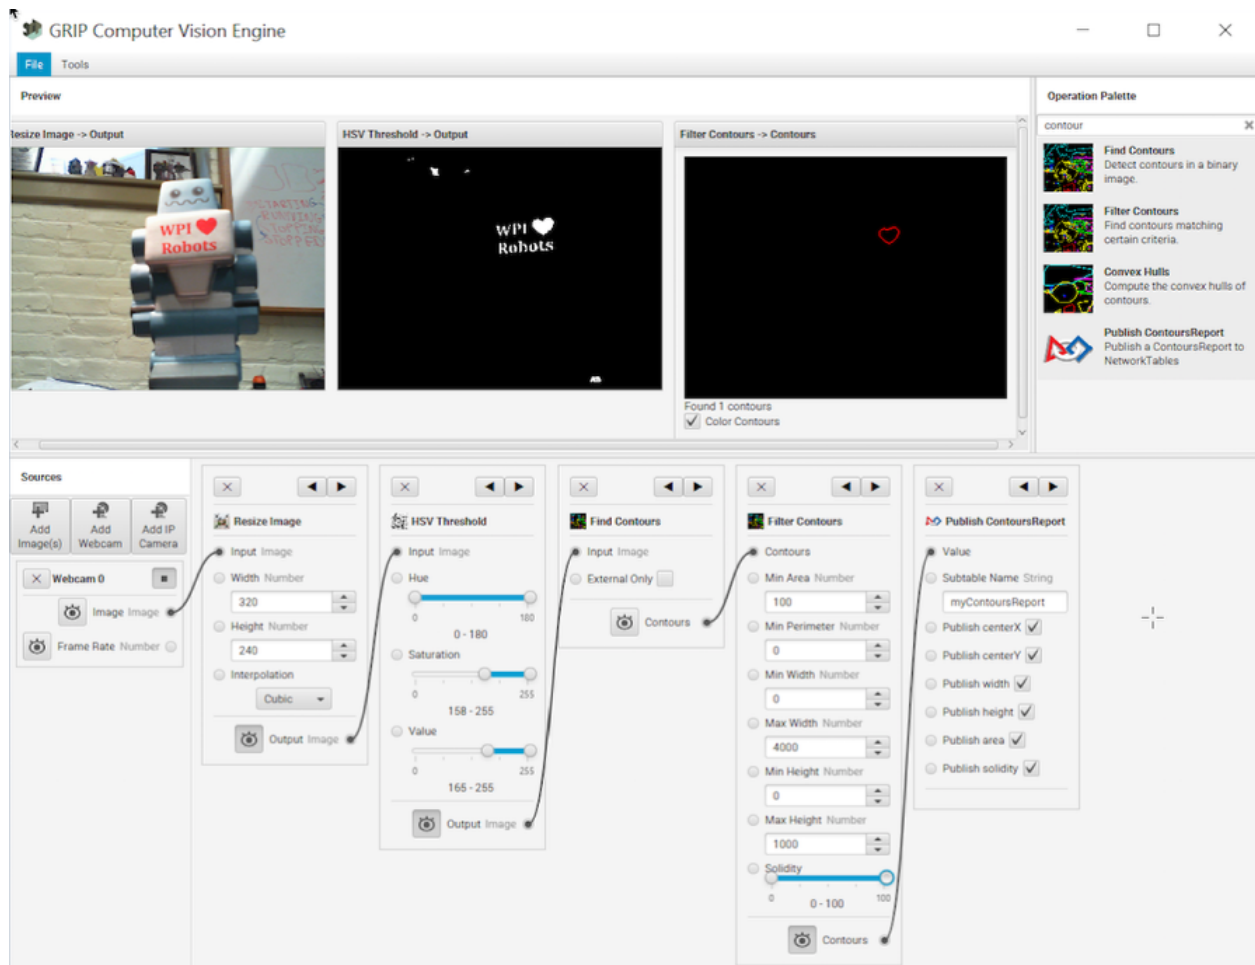 GRIP Computer Vision Engine
File Tools
Preview
Resize Image -> Output
WPI
Robots
HSV Threshold -> Output
WPI
Robots
Filter Contours -> Contours
Found 1 contours
Color Contours
Operation Palette
contour
Find Contours
Detect contours in a binary
image.
Filter Contours
Find contours matching
certain criteria.
Convex Hulls
Compute the convex hulls of
contours.
Publish ContoursReport
Publish a ContoursReport to
NetworkTables
Sources
Add
Image(s)
Add
Webcam
Add IP
Camera
Webcam 0
Image Image
Frame Rate Number
Resize Image
Input Image
Width Number
320
Height Number
240
Interpolation
Cubic
Output Image
HSV Threshold
Input Image
Hue
0 180
0 - 180
Saturation
0 255
158 - 255
Value
0 255
165 - 255
Output Image
Find Contours
Input Image
External Only
Contours
Filter Contours
Contours
Min Area Number
100
Min Perimeter Number
0
Min Width Number
0
Max Width Number
4000
Min Height Number
0
Max Height Number
1000
Solidity
0 100
0 - 100
Contours
Publish ContoursReport
Value
Subtable Name String
myContoursReport
Publish centerX
Publish centerY
Publish width
Publish height
Publish area
Publish solidity